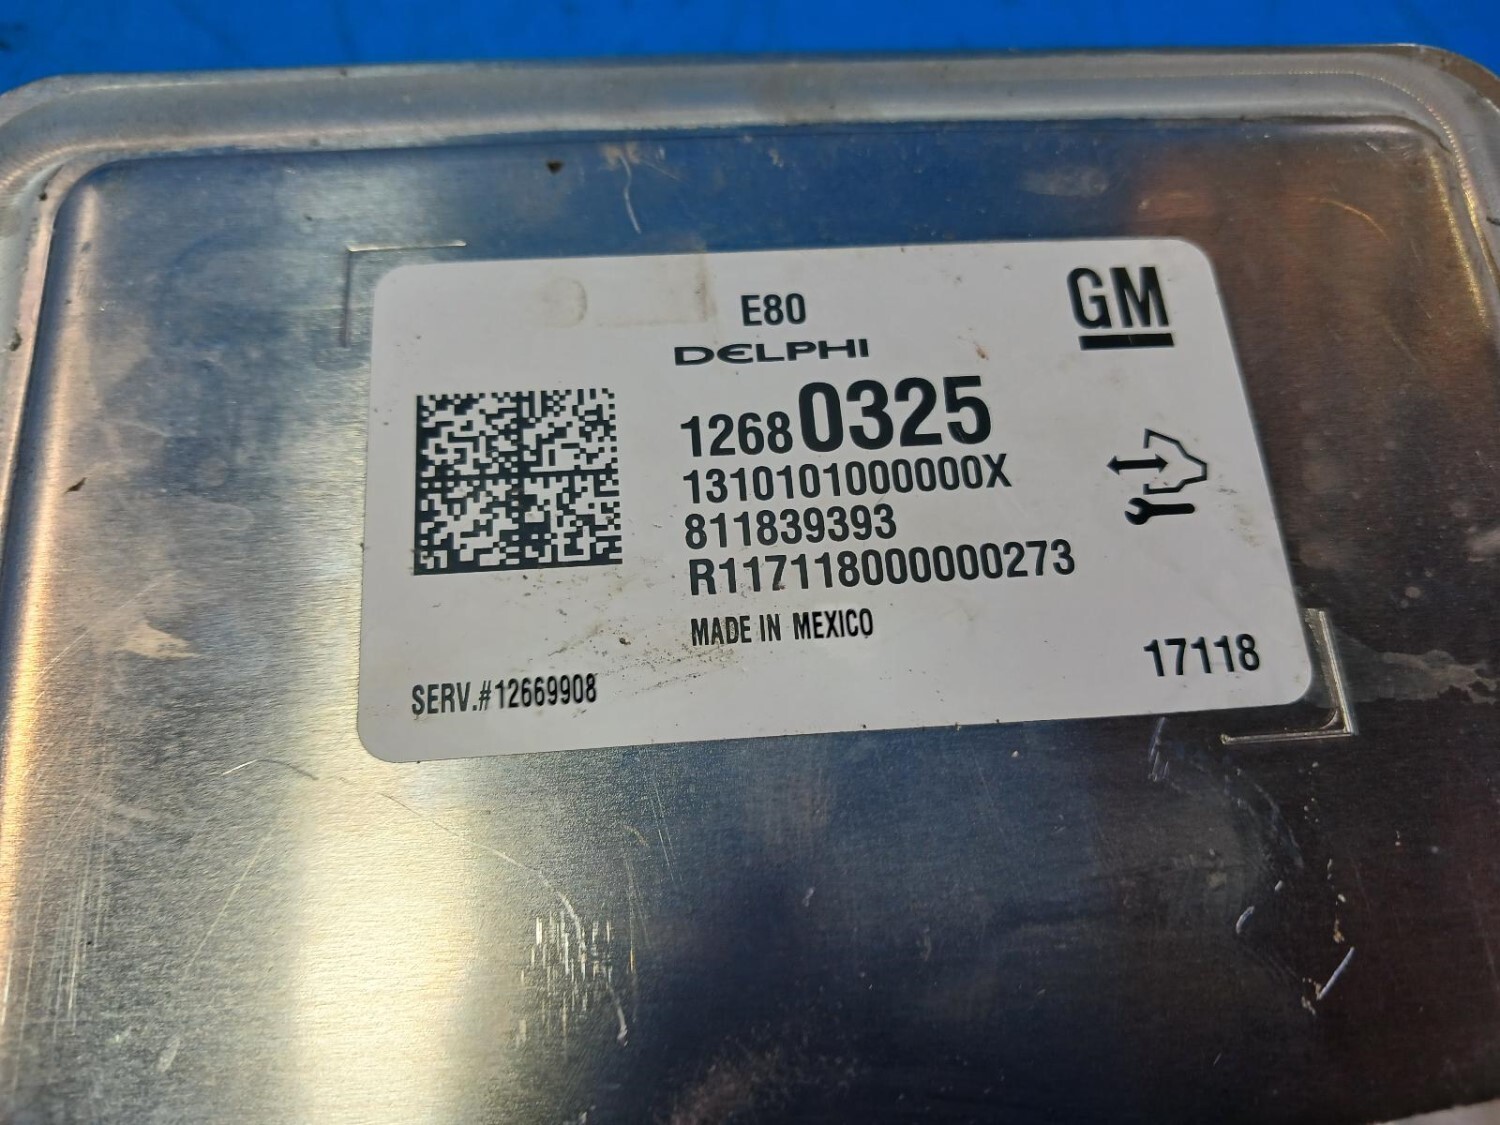 E80
GM
DELPHI
12680325
1310101000000X
811839393
R117118000000273
MADE IN MEXICO
17118
SERV.#12669908